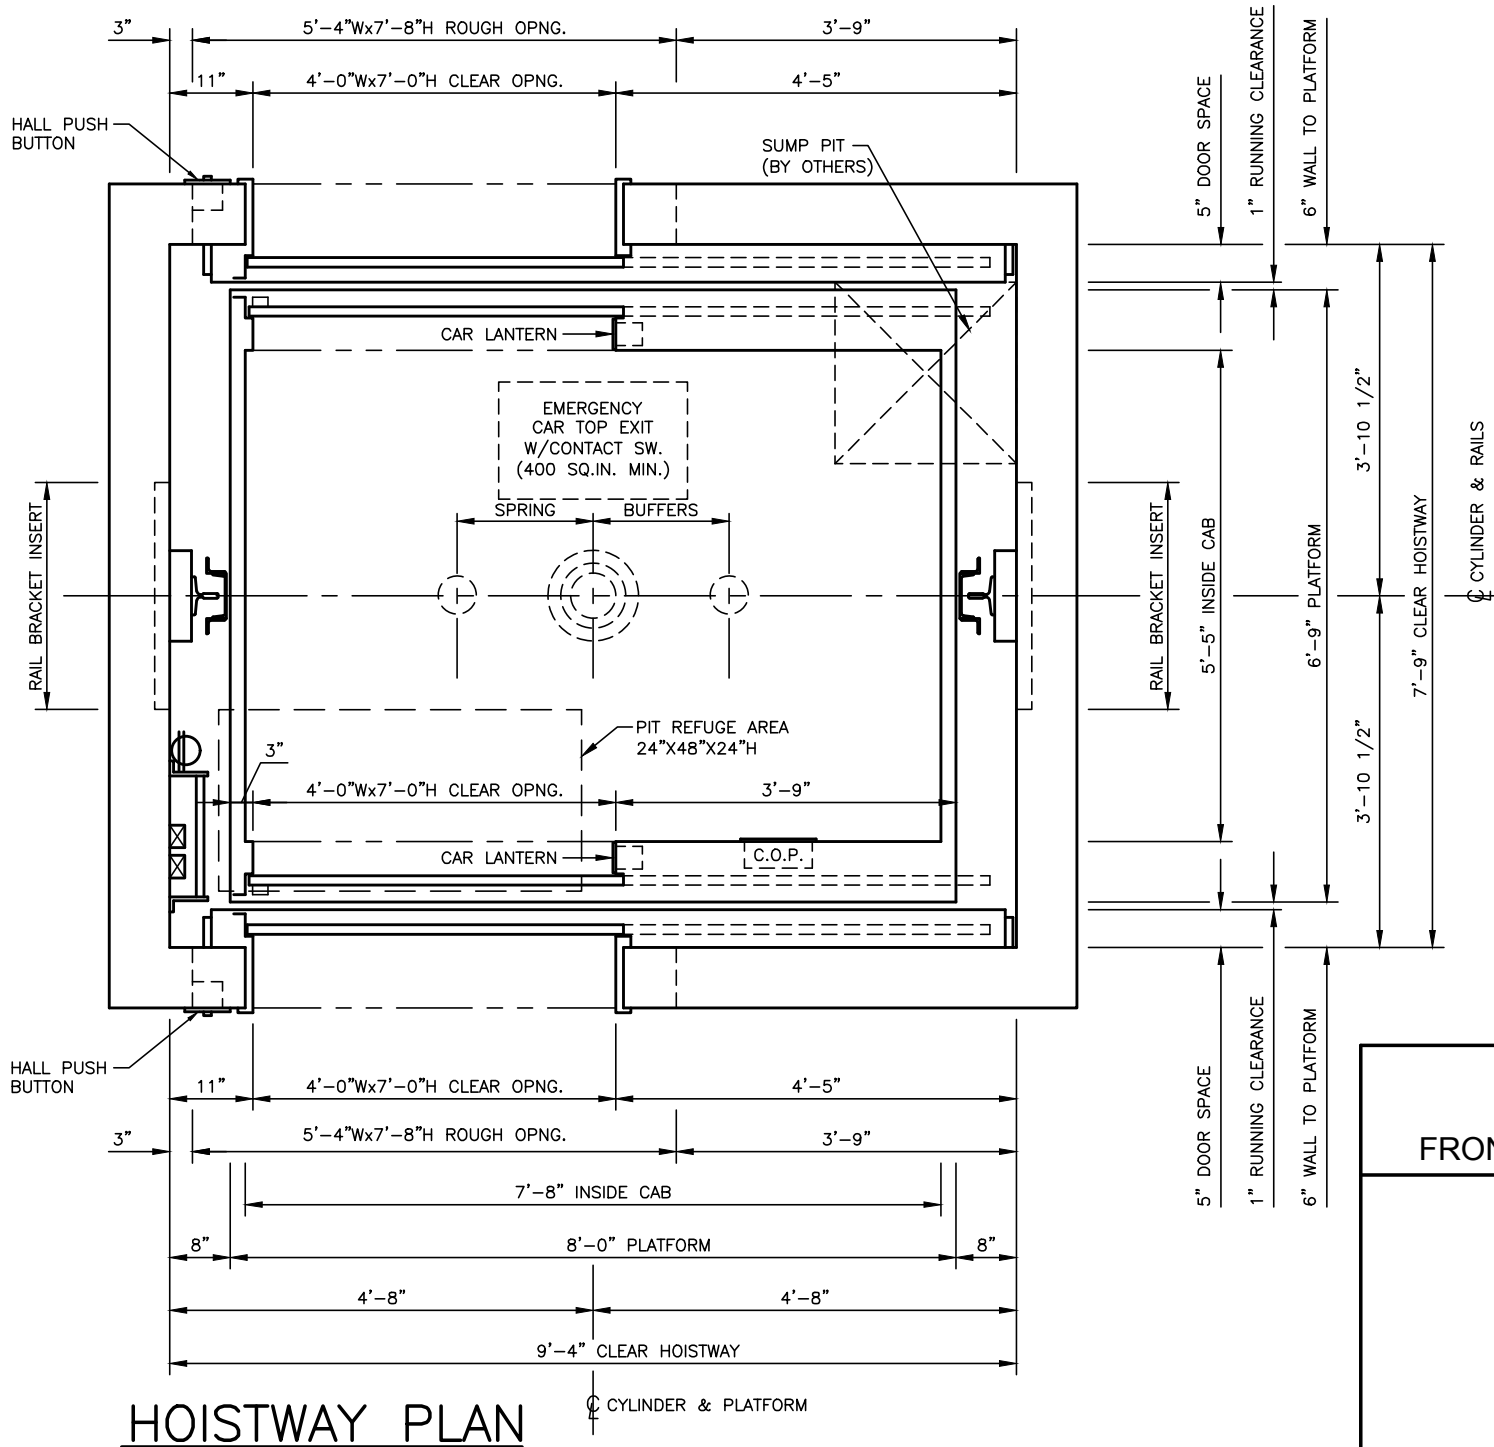 3" 5'-4"Wx7'-8"H ROUGH OPNG. 3'-9"
11" 4'-0"Wx7'-0"H CLEAR OPNG. 4'-5"
HALL PUSH
BUTTON
SUMP PIT
(BY OTHERS)
5" DOOR SPACE
1" RUNNING CLEARANCE
6" WALL TO PLATFORM
CAR LANTERN
EMERGENCY
CAR TOP EXIT
W/CONTACT SW.
(400 SQ.IN. MIN.)
SPRING BUFFERS
RAIL BRACKET INSERT
RAIL BRACKET INSERT
5'-5" INSIDE CAB
6'-9" PLATFORM
3'-10 1/2"
3'-10 1/2"
7'-9" CLEAR HOISTWAY
℄ CYLINDER & RAILS
PIT REFUGE AREA
24"X48"X24"H
3"
4'-0"Wx7'-0"H CLEAR OPNG. 3'-9"
CAR LANTERN
C.O.P.
HALL PUSH
BUTTON
11" 4'-0"Wx7'-0"H CLEAR OPNG. 4'-5"
3" 5'-4"Wx7'-8"H ROUGH OPNG. 3'-9"
5" DOOR SPACE
1" RUNNING CLEARANCE
6" WALL TO PLATFORM
FRON
7'-8" INSIDE CAB
8" 8'-0" PLATFORM 8"
4'-8" 4'-8"
9'-4" CLEAR HOISTWAY
℄ CYLINDER & PLATFORM
HOISTWAY PLAN